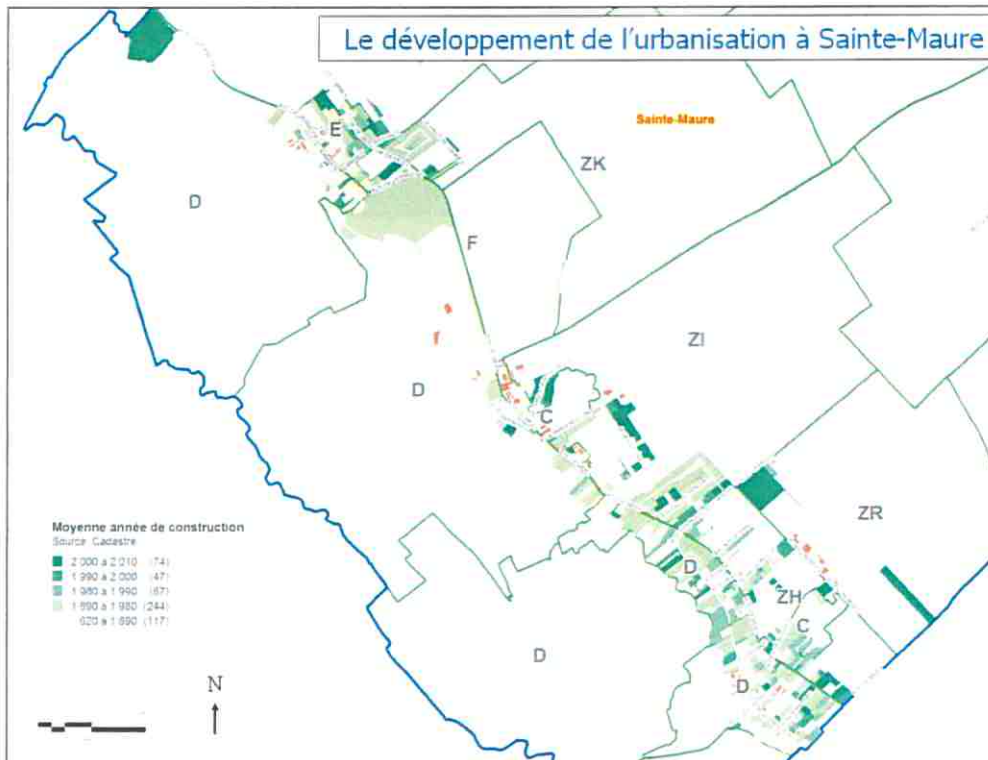 Le développement de l'urbanisation à Sainte-Maure
Sainte-Maure
E
ZK
D
F
ZI
D
C
ZR
D
ZH
C
D
D
Moyenne année de construction
Source: Cadastre
2 000 à 2 010 (74)
1 990 à 2 000 (47)
1 980 à 1 990 (67)
1 890 à 1 980 (244)
620 à 1 890 (117)
N